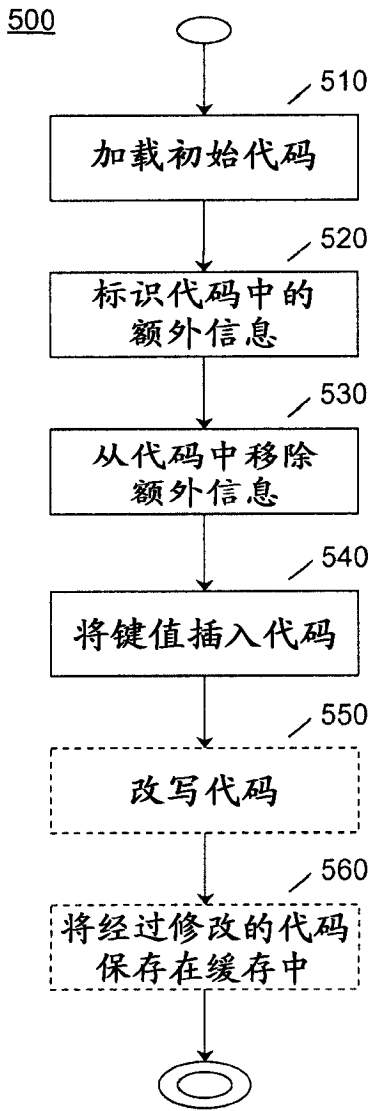 500
510
加载初始代码
520
标识代码中的
额外信息
530
从代码中移除
额外信息
540
将键值插入代码
550
改写代码
560
将经过修改的代码
保存在缓存中